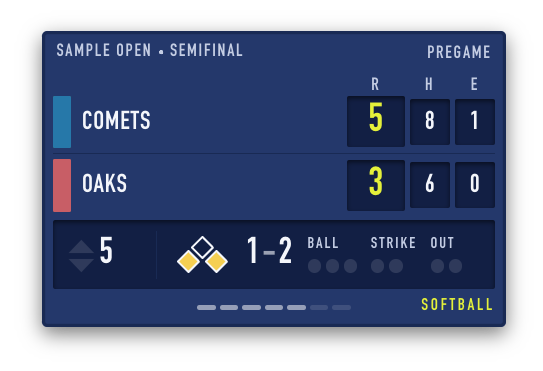 SAMPLE OPEN • SEMIFINAL PREGAME
R H E
COMETS 5 8 1
OAKS 3 6 0
5 1-2 BALL STRIKE OUT
SOFTBALL